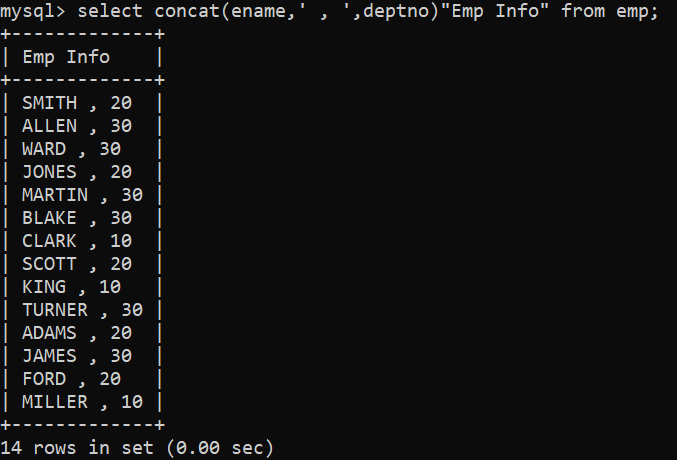 mysql> select concat(ename,' , ',deptno)"Emp Info" from emp;
+-------------+
| Emp Info    |
+-------------+
| SMITH , 20  |
| ALLEN , 30  |
| WARD , 30   |
| JONES , 20  |
| MARTIN , 30 |
| BLAKE , 30  |
| CLARK , 10  |
| SCOTT , 20  |
| KING , 10   |
| TURNER , 30 |
| ADAMS , 20  |
| JAMES , 30  |
| FORD , 20   |
| MILLER , 10 |
+-------------+
14 rows in set (0.00 sec)